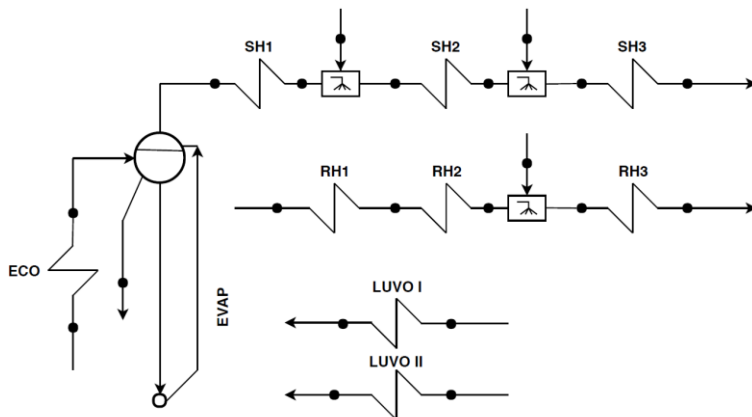 SH1
SH2
SH3
RH1
RH2
RH3
ECO
EVAP
LUVO I
LUVO II